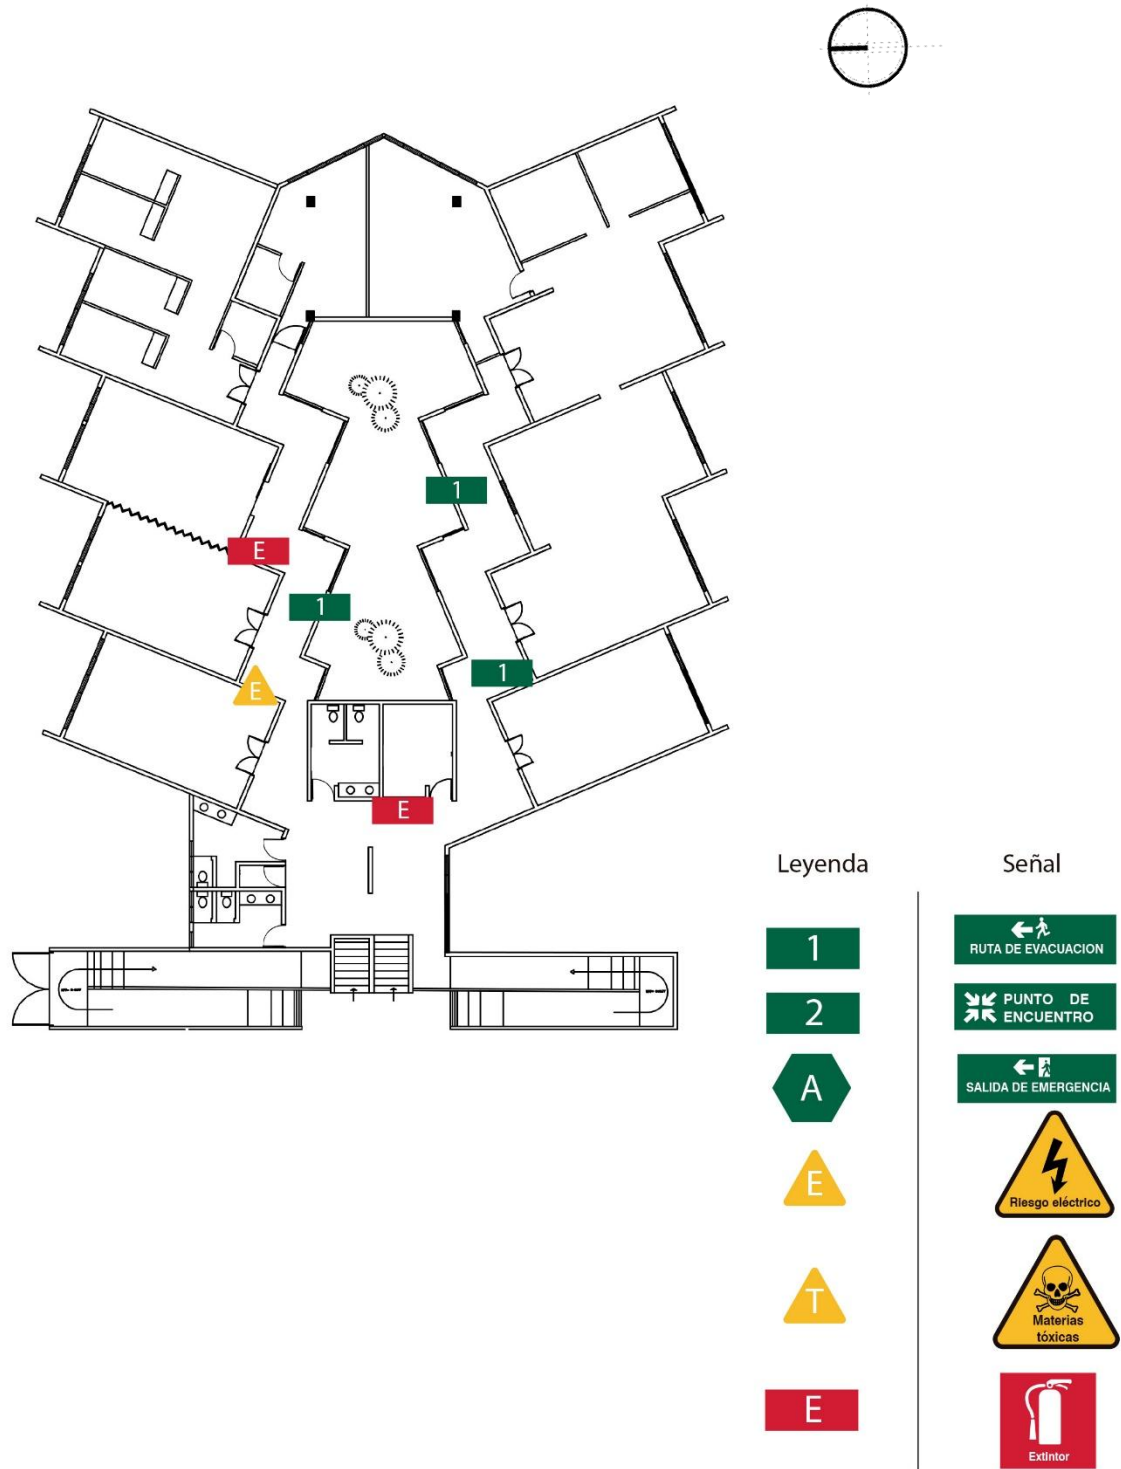 1
E
1
1
E
E
Leyenda
Señal
1
RUTA DE EVACUACION
2
PUNTO DE
ENCUENTRO
A
SALIDA DE EMERGENCIA
E
Riesgo eléctrico
T
Materias
tóxicas
E
Extintor